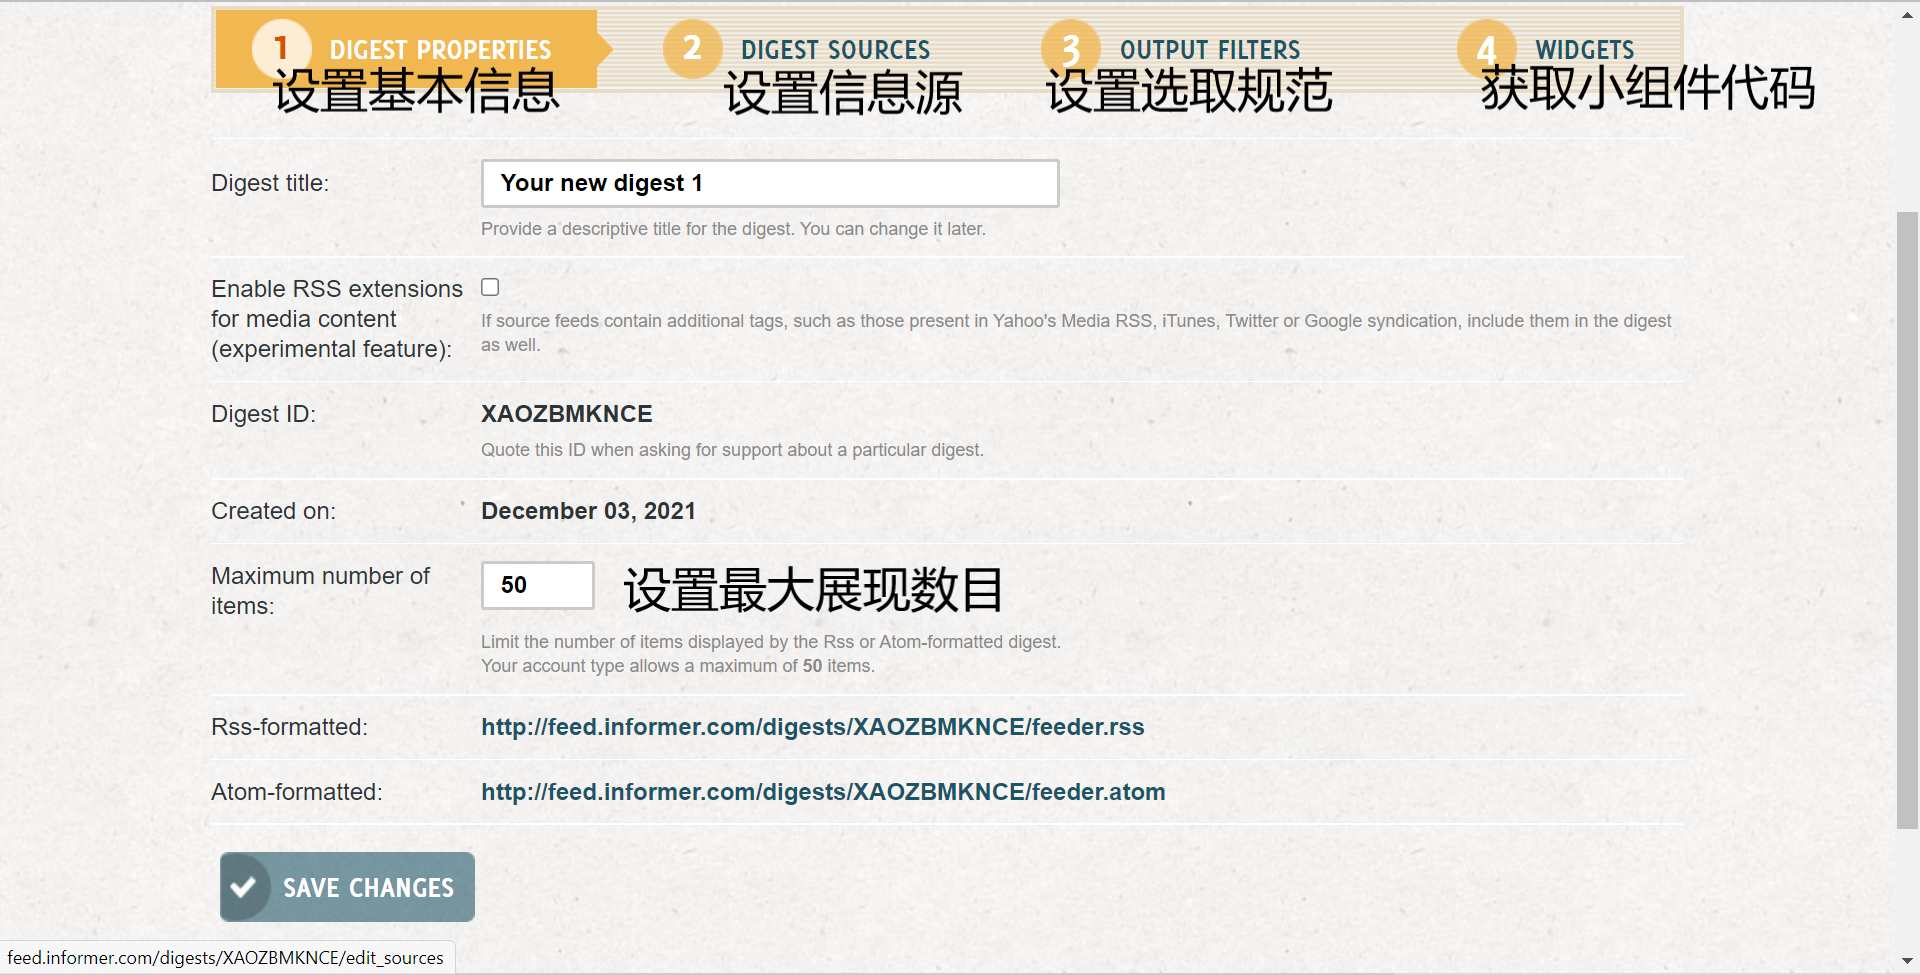 1 DIGEST PROPERTIES 2 DIGEST SOURCES 3 OUTPUT FILTERS 4 WIDGETS
设置基本信息 设置信息源 设置选取规范 获取小组件代码
Digest title: Your new digest 1
Provide a descriptive title for the digest. You can change it later.
Enable RSS extensions
for media content
(experimental feature):
If source feeds contain additional tags, such as those present in Yahoo's Media RSS, iTunes, Twitter or Google syndication, include them in the digest
as well.
Digest ID: XAOZBMKNCE
Quote this ID when asking for support about a particular digest.
Created on: December 03, 2021
Maximum number of
items:
50 设置最大展现数目
Limit the number of items displayed by the Rss or Atom-formatted digest.
Your account type allows a maximum of 50 items.
Rss-formatted: http://feed.informer.com/digests/XAOZBMKNCE/feeder.rss
Atom-formatted: http://feed.informer.com/digests/XAOZBMKNCE/feeder.atom
SAVE CHANGES
feed.informer.com/digests/XAOZBMKNCE/edit_sources